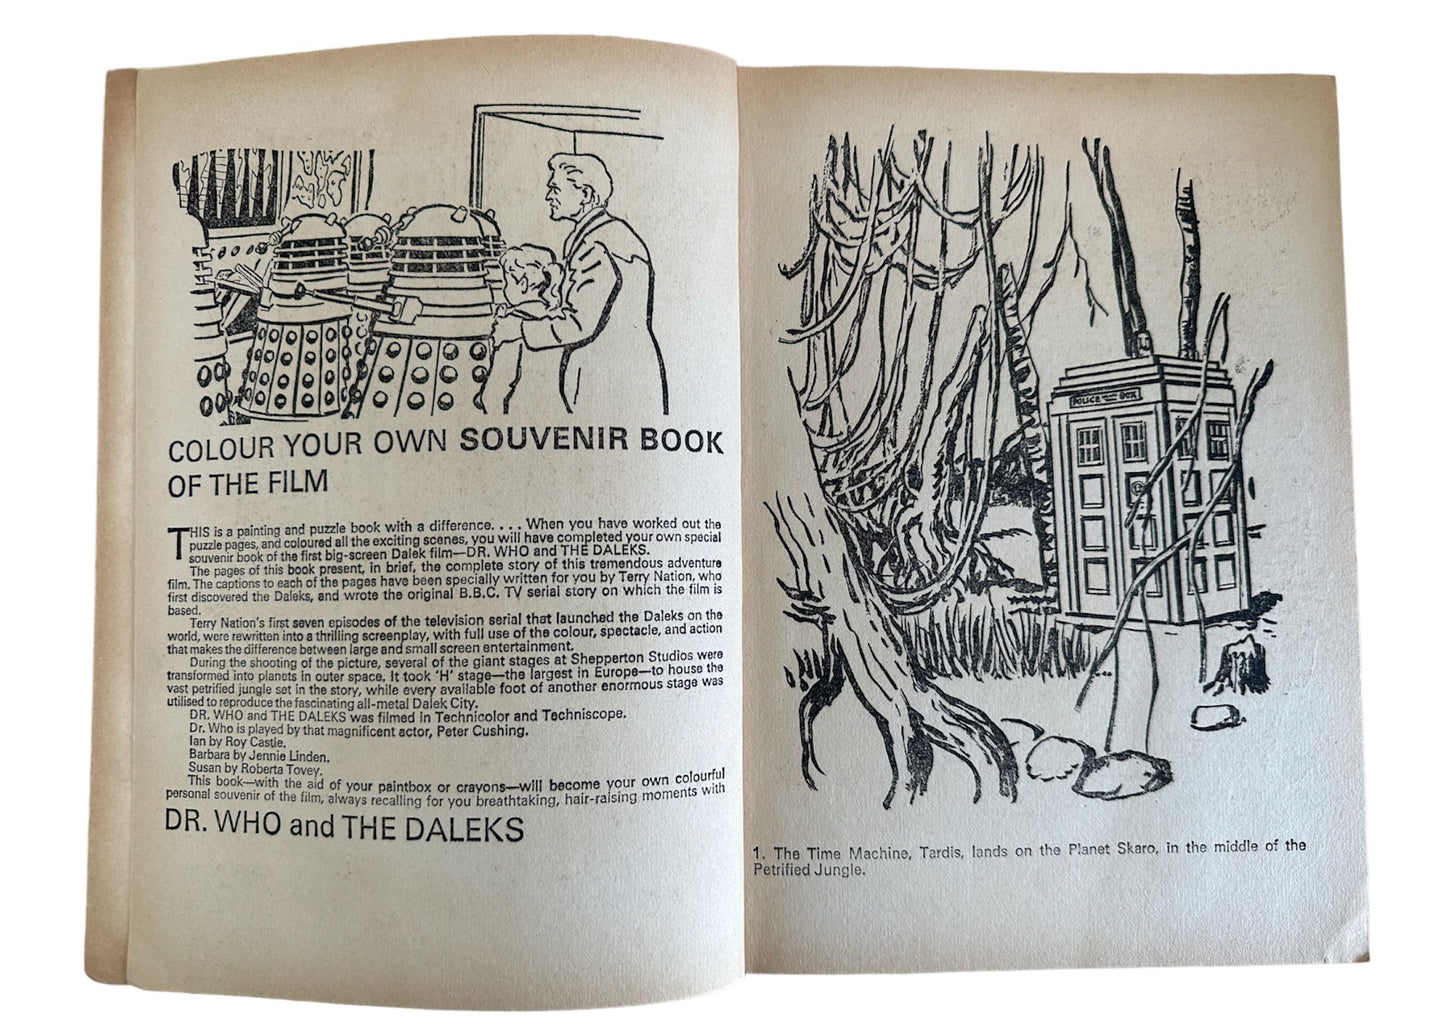 COLOUR YOUR OWN SOUVENIR BOOK
OF THE FILM
THIS is a painting and puzzle book with a difference. . . . When you have worked out the
puzzle pages, and coloured all the exciting scenes, you will have completed your own special
souvenir book of the first big-screen Dalek film—DR. WHO and THE DALEKS.
The pages of this book present, in brief, the complete story of this tremendous adventure
film. The captions to each of the pages have been specially written for you by Terry Nation, who
first discovered the Daleks, and wrote the original B.B.C. TV serial story on which the film is
based.
Terry Nation's first seven episodes of the television serial that launched the Daleks on the
world, were rewritten into a thrilling screenplay, with full use of the colour, spectacle, and action
that makes the difference between large and small screen entertainment.
During the shooting of the picture, several of the giant stages at Shepperton Studios were
transformed into planets in outer space. It took 'H' stage—the largest in Europe—to house the
vast petrified jungle set in the story, while every available foot of another enormous stage was
utilised to reproduce the fascinating all-metal Dalek City.
DR. WHO and THE DALEKS was filmed in Technicolor and Techniscope.
Dr. Who is played by that magnificent actor, Peter Cushing.
Ian by Roy Castle.
Barbara by Jennie Linden.
Susan by Roberta Tovey.
This book—with the aid of your paintbox or crayons—will become your own colourful
personal souvenir of the film, always recalling for you breathtaking, hair-raising moments with
DR. WHO and THE DALEKS
POLICE BOX
1. The Time Machine, Tardis, lands on the Planet Skaro, in the middle of the
Petrified Jungle.